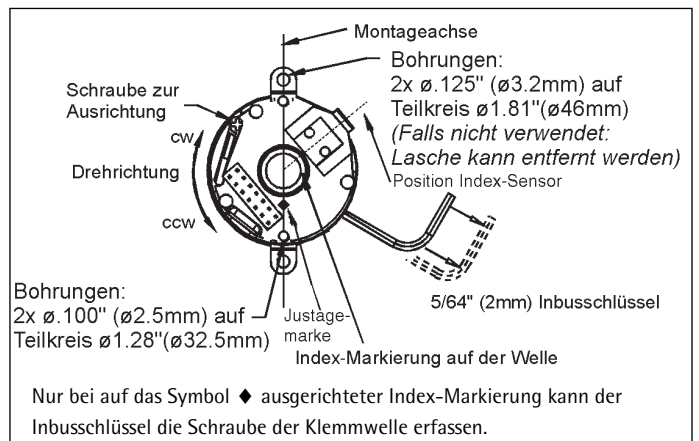 Montageachse
Bohrungen:
2x ø.125" (ø3.2mm) auf
Teilkreis ø1.81"(ø46mm)
(Falls nicht verwendet:
Lasche kann entfernt werden)
Position Index-Sensor
Schraube zur
Ausrichtung
cw
Drehrichtung
ccw
5/64" (2mm) Inbusschlüssel
Bohrungen:
2x ø.100" (ø2.5mm) auf
Teilkreis ø1.28"(ø32.5mm)
Justage-
marke
Index-Markierung auf der Welle
Nur bei auf das Symbol ♦ ausgerichteter Index-Markierung kann der
Inbusschlüssel die Schraube der Klemmwelle erfassen.